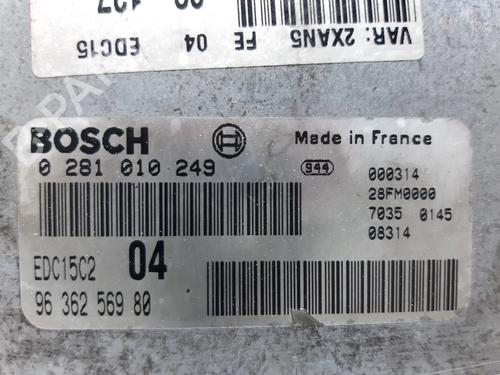 VAR: 2XAN5
FE 04 EDC15
BOSCH
Made in France
0 281 010 249
944
000314
28FM0000
7035 0145
08314
EDC15C2 04
96 362 569 80